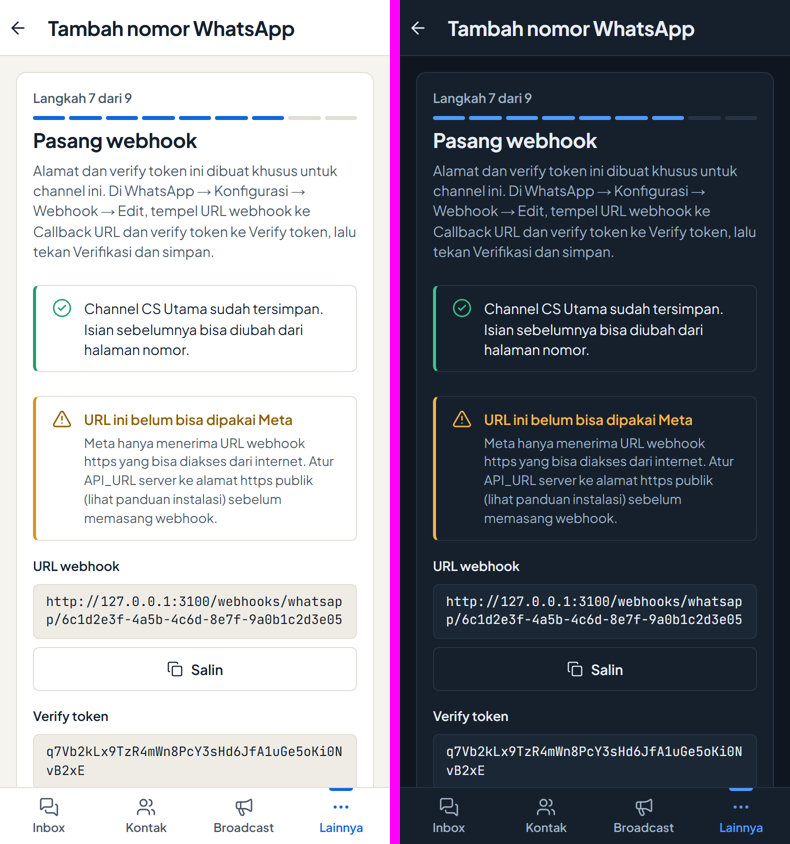 Tambah nomor WhatsApp
Langkah 7 dari 9
Pasang webhook
Alamat dan verify token ini dibuat khusus untuk
channel ini. Di WhatsApp → Konfigurasi →
Webhook → Edit, tempel URL webhook ke
Callback URL dan verify token ke Verify token, lalu
tekan Verifikasi dan simpan.
Channel CS Utama sudah tersimpan.
Isian sebelumnya bisa diubah dari
halaman nomor.
URL ini belum bisa dipakai Meta
Meta hanya menerima URL webhook
https yang bisa diakses dari internet. Atur
API_URL server ke alamat https publik
(lihat panduan instalasi) sebelum
memasang webhook.
URL webhook
http://127.0.0.1:3100/webhooks/whatsap
p/6c1d2e3f-4a5b-4c6d-8e7f-9a0b1c2d3e05
Salin
Verify token
q7Vb2kLx9TzR4mWn8PcY3sHd6JfA1uGe5oKi0N
vB2xE
Inbox
Kontak
Broadcast
Lainnya
Tambah nomor WhatsApp
Langkah 7 dari 9
Pasang webhook
Alamat dan verify token ini dibuat khusus untuk
channel ini. Di WhatsApp → Konfigurasi →
Webhook → Edit, tempel URL webhook ke
Callback URL dan verify token ke Verify token, lalu
tekan Verifikasi dan simpan.
Channel CS Utama sudah tersimpan.
Isian sebelumnya bisa diubah dari
halaman nomor.
URL ini belum bisa dipakai Meta
Meta hanya menerima URL webhook
https yang bisa diakses dari internet. Atur
API_URL server ke alamat https publik
(lihat panduan instalasi) sebelum
memasang webhook.
URL webhook
http://127.0.0.1:3100/webhooks/whatsap
p/6c1d2e3f-4a5b-4c6d-8e7f-9a0b1c2d3e05
Salin
Verify token
q7Vb2kLx9TzR4mWn8PcY3sHd6JfA1uGe5oKi0N
vB2xE
Inbox
Kontak
Broadcast
Lainnya